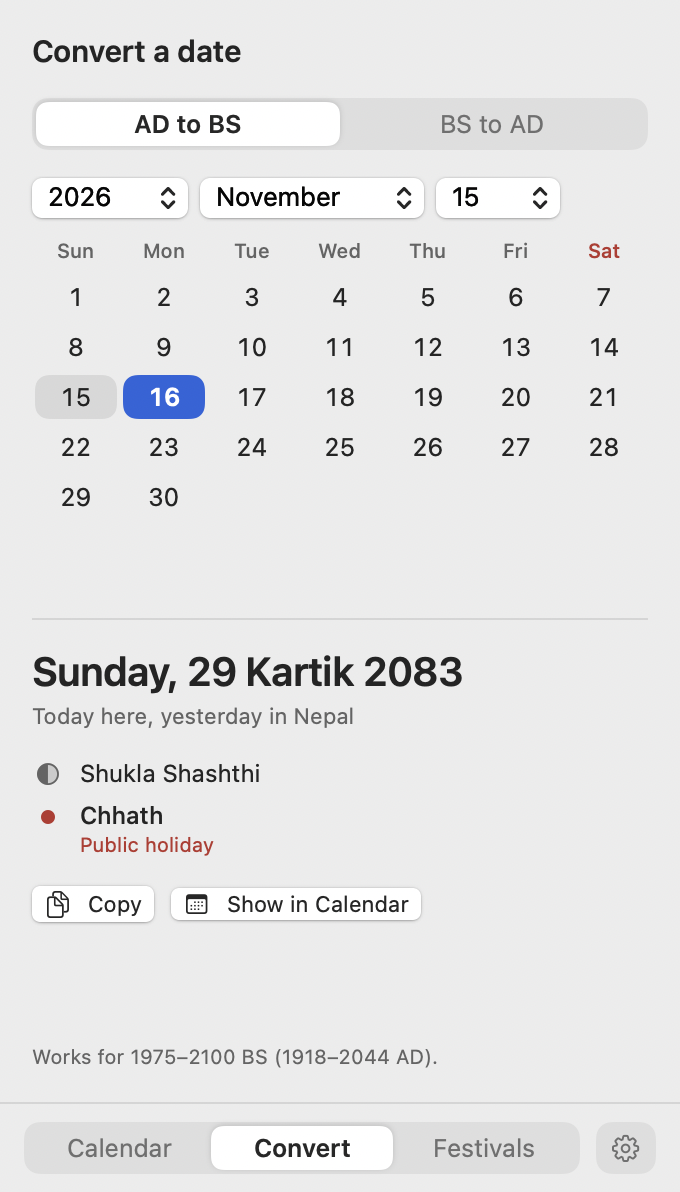 Convert a date
AD to BS
BS to AD
2026
November
15
Sun Mon Tue Wed Thu Fri Sat
1 2 3 4 5 6 7
8 9 10 11 12 13 14
15 16 17 18 19 20 21
22 23 24 25 26 27 28
29 30
Sunday, 29 Kartik 2083
Today here, yesterday in Nepal
Shukla Shashthi
Chhath
Public holiday
Copy
Show in Calendar
Works for 1975–2100 BS (1918–2044 AD).
Calendar
Convert
Festivals